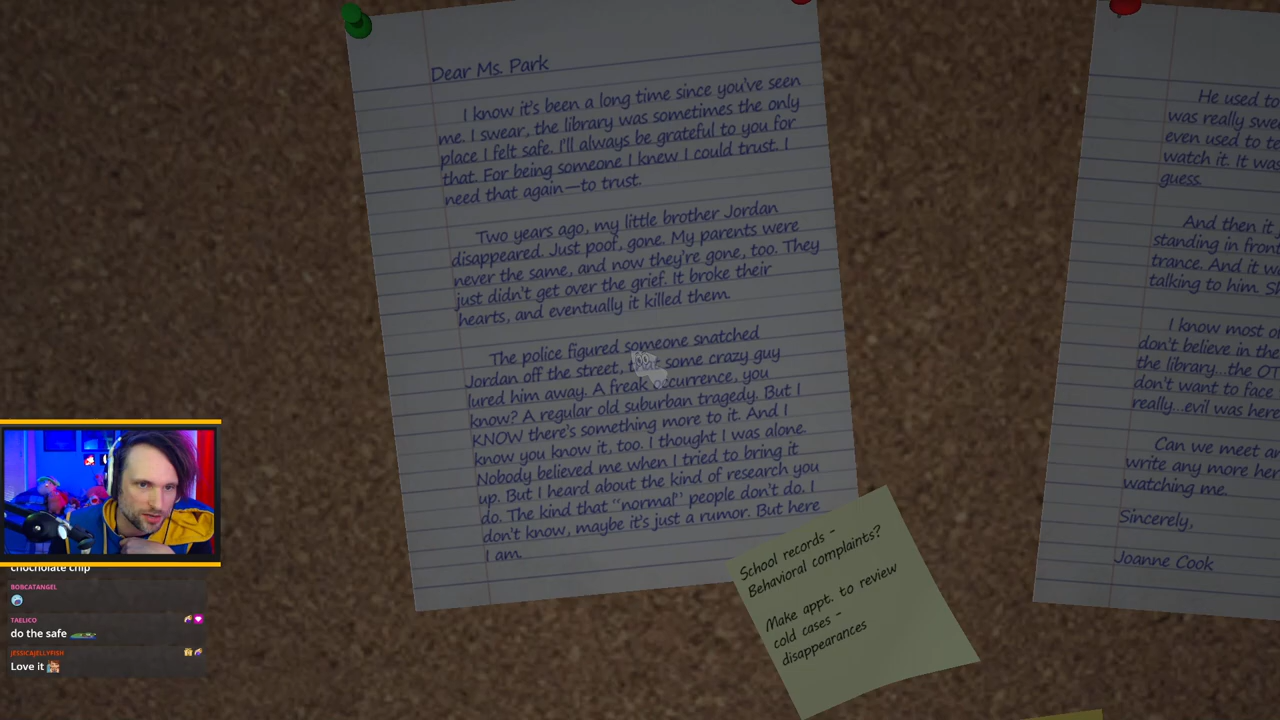 Dear Ms. Park
I know it's been a long time since you've seen
me. I swear, the library was sometimes the only
place I felt safe. I'll always be grateful to you for
that. For being someone I knew I could trust. I
need that again—to trust.
Two years ago, my little brother Jordan
disappeared. Just poof, gone. My parents were
never the same, and now they're gone, too. They
just didn't get over the grief. It broke their
hearts, and eventually it killed them.
The police figured someone snatched
Jordan off the street, that some crazy guy
lured him away. A freak occurrence, you
know? A regular old suburban tragedy. But I
KNOW there's something more to it. And I
know you know it, too. I thought I was alone.
Nobody believed me when I tried to bring it
up. But I heard about the kind of research you
do. The kind that "normal" people don't do. I
don't know, maybe it's just a rumor. But here
I am.
School records -
Behavioral complaints?
Make appt. to review
cold cases -
disappearances
He used to
was really swe
even used to te
watch it. It was
guess.
And then it
standing in fron
trance. And it w
talking to him. S
I know most o
don't believe in the
the library...the OT
don't want to face
really...evil was here
Can we meet an
write any more her
watching me.
Sincerely,
Joanne Cook
chocholate chip
BOBCATANGEL
TAELICO
do the safe
JESSICAJELLYFISH
Love it